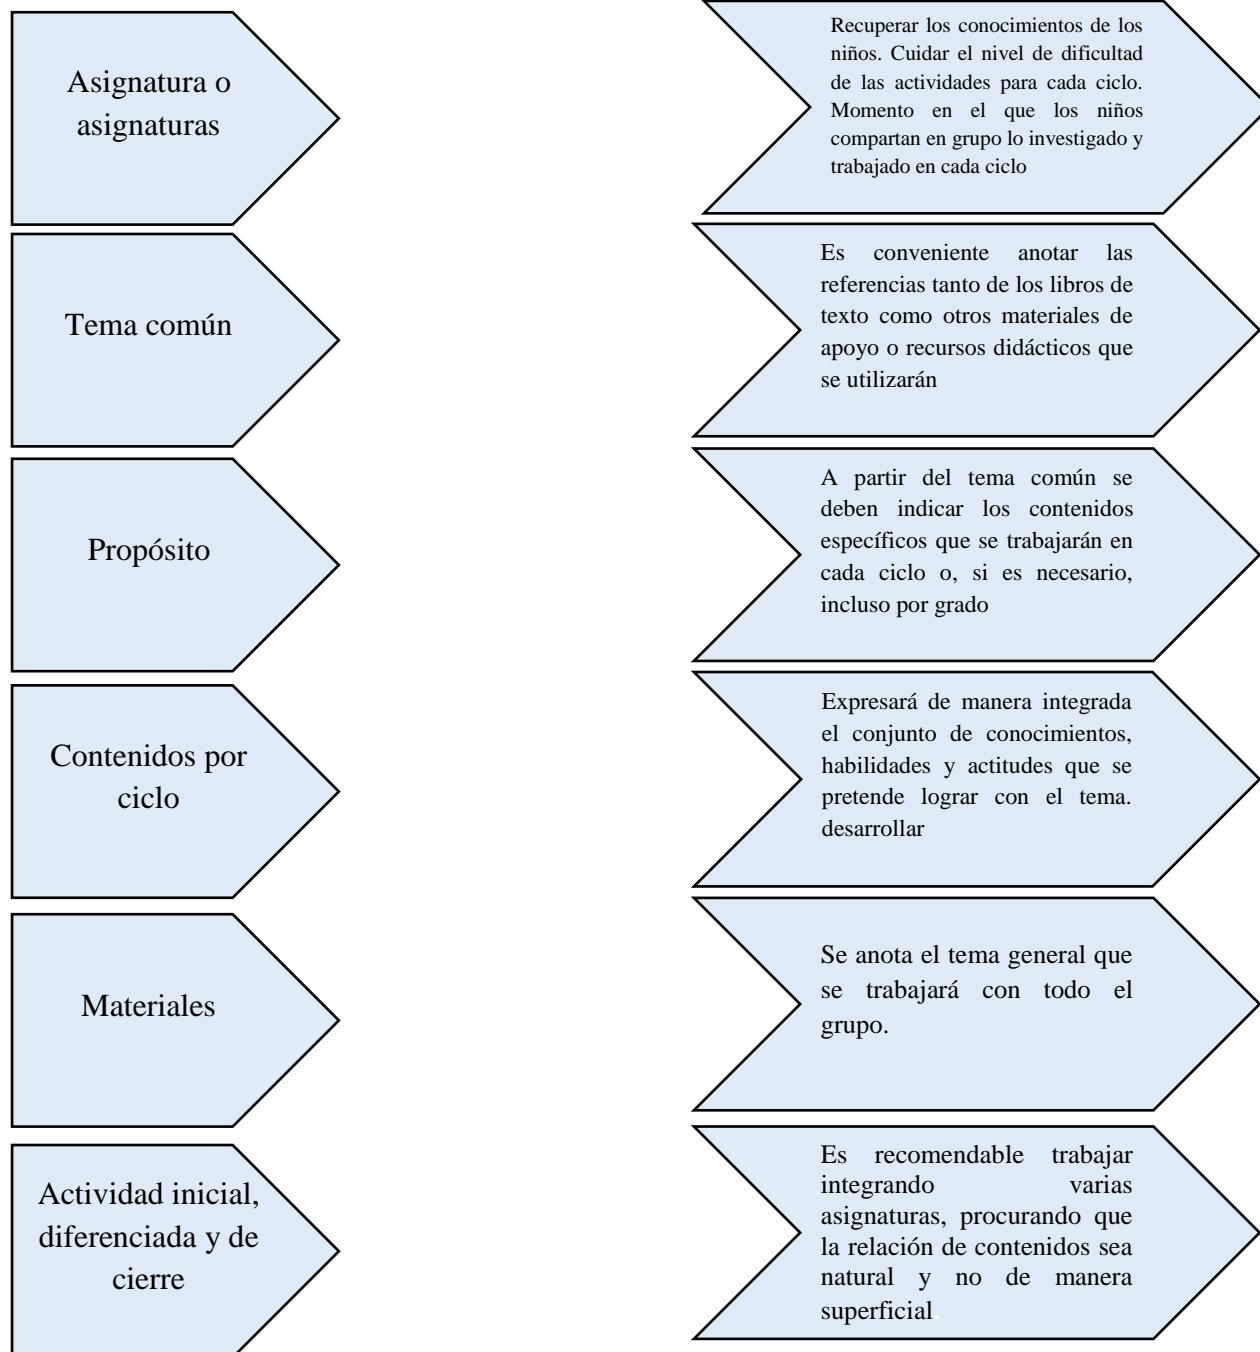 Asignatura o
asignaturas
Recuperar los conocimientos de los
niños. Cuidar el nivel de dificultad
de las actividades para cada ciclo.
Momento en el que los niños
compartan en grupo lo investigado y
trabajado en cada ciclo
Tema común
Es conveniente anotar las
referencias tanto de los libros de
texto como otros materiales de
apoyo o recursos didácticos que
se utilizarán
Propósito
A partir del tema común se
deben indicar los contenidos
específicos que se trabajarán en
cada ciclo o, si es necesario,
incluso por grado
Contenidos por
ciclo
Expresará de manera integrada
el conjunto de conocimientos,
habilidades y actitudes que se
pretende lograr con el tema.
desarrollar
Materiales
Se anota el tema general que
se trabajará con todo el
grupo.
Actividad inicial,
diferenciada y de
cierre
Es recomendable trabajar
integrando varias
asignaturas, procurando que
la relación de contenidos sea
natural y no de manera
superficial